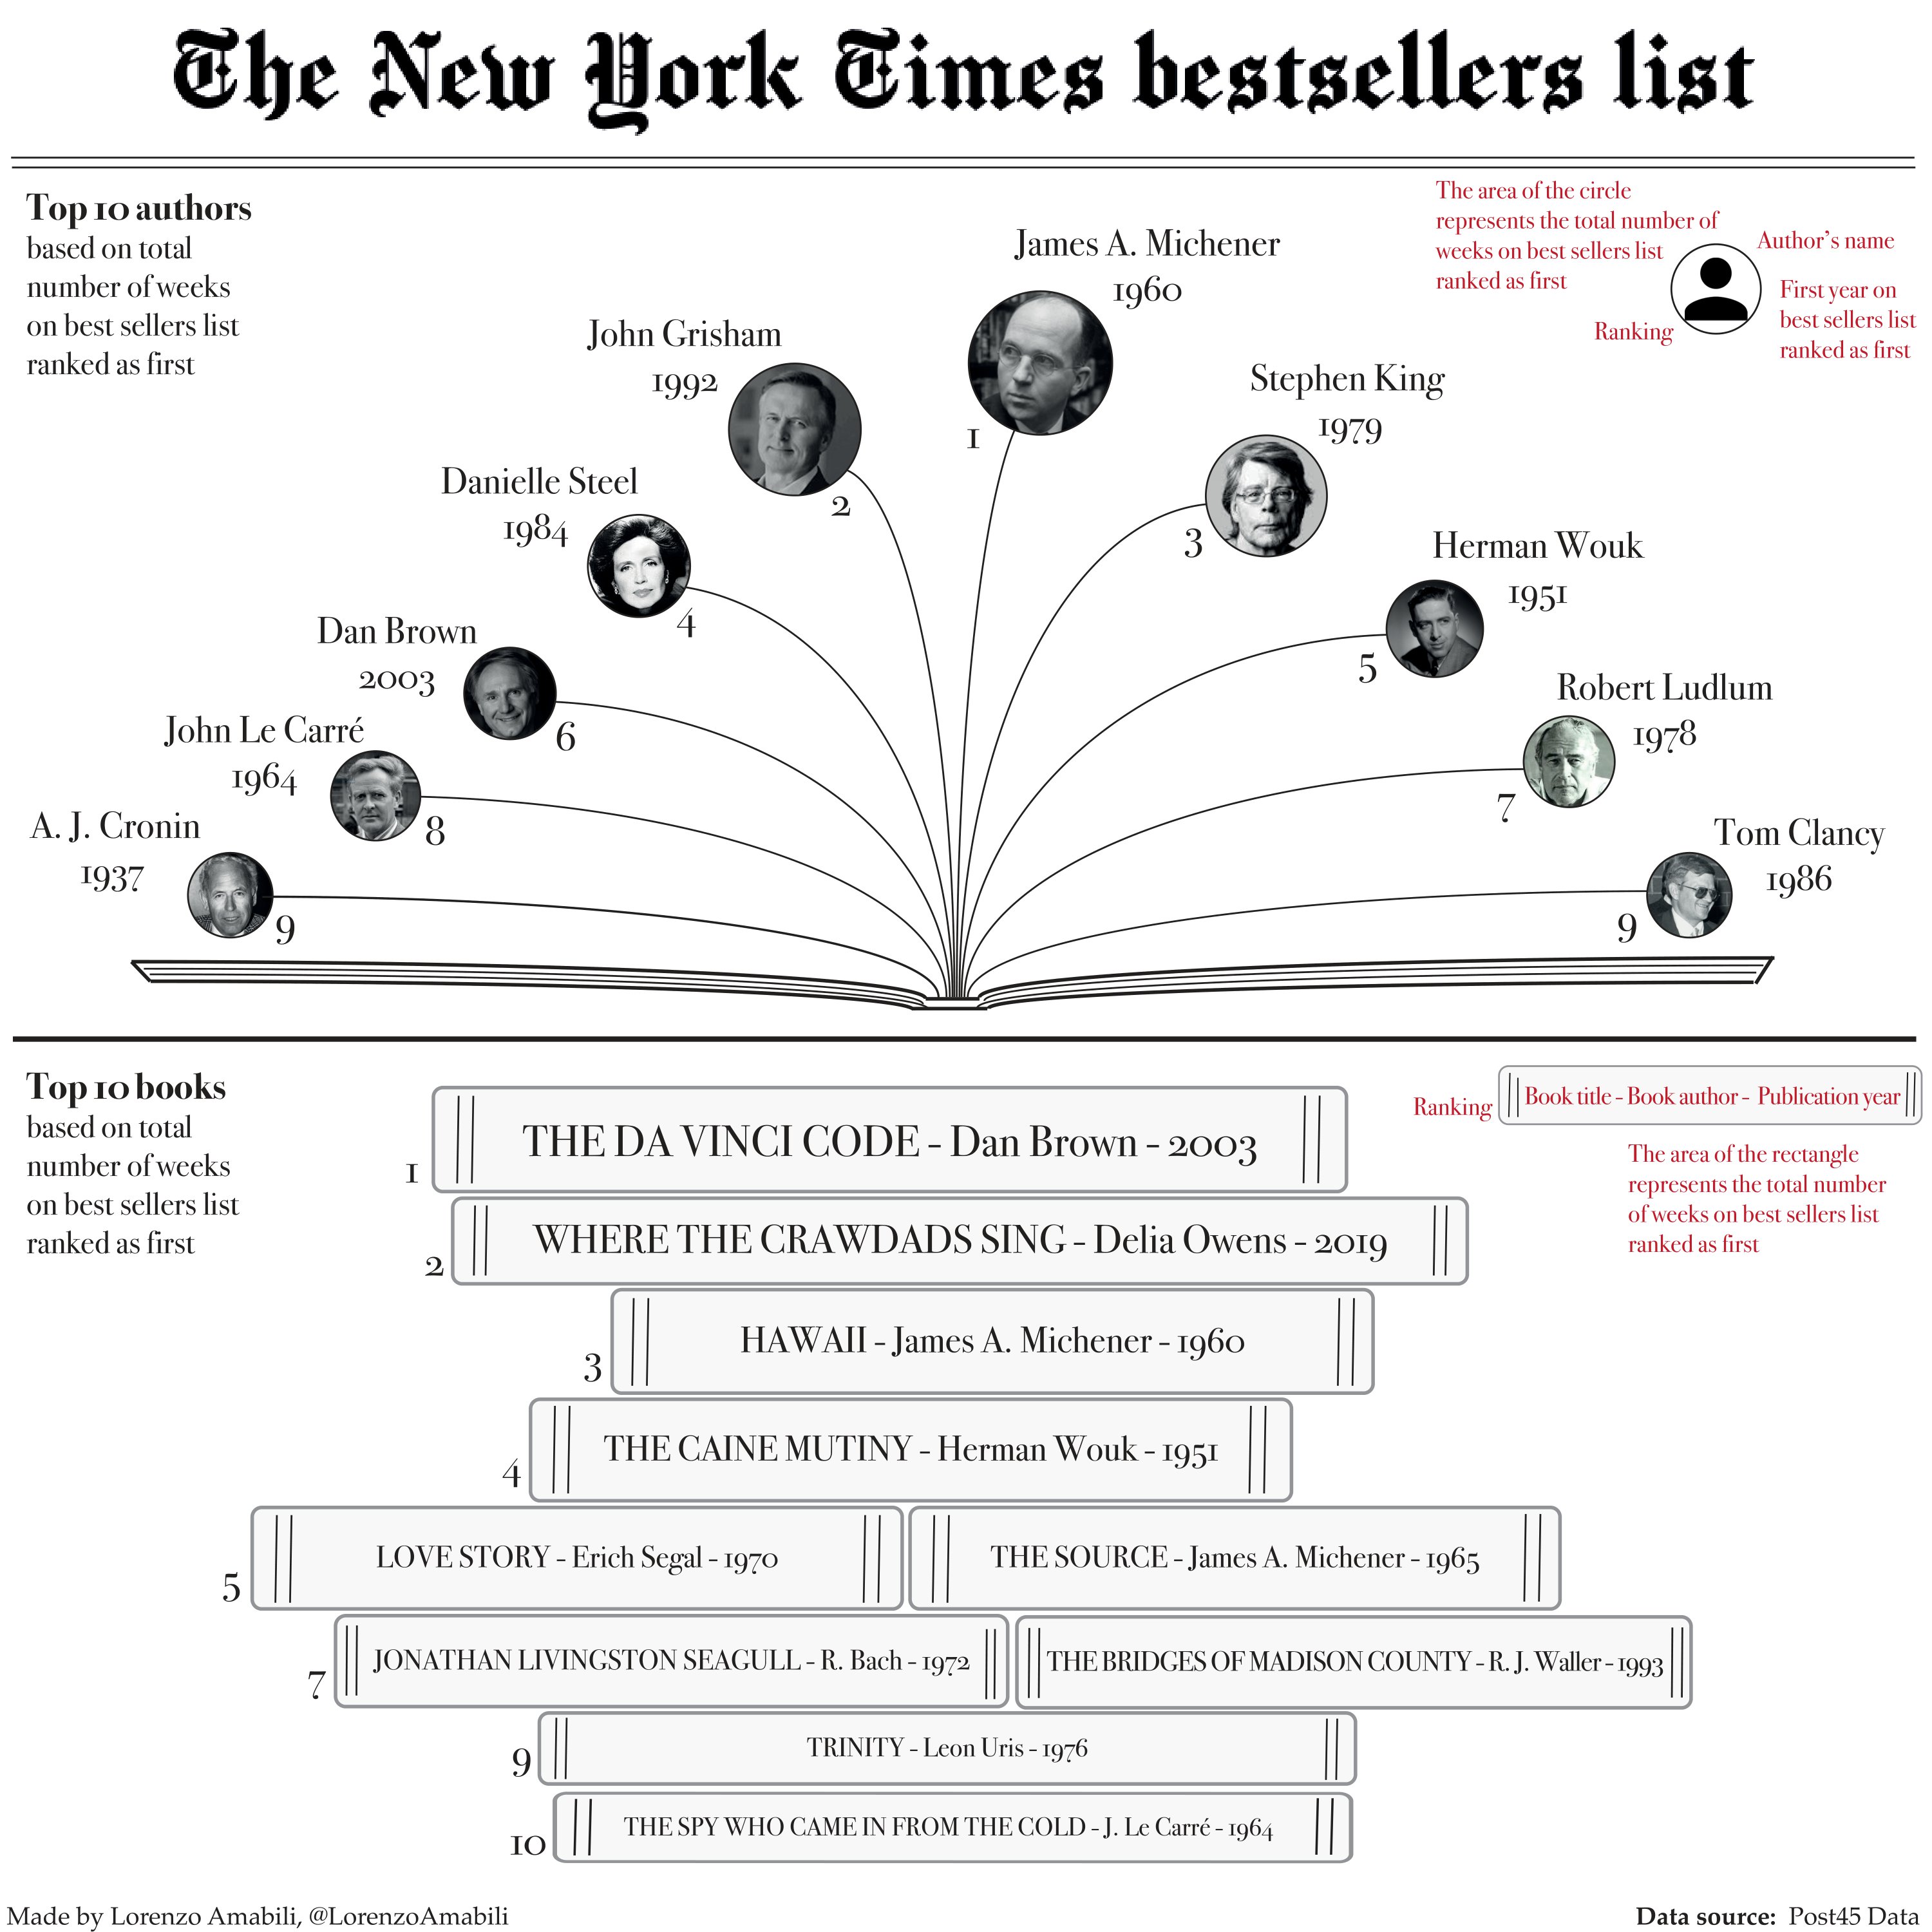 The New York Times bestsellers list
Top 10 authors
based on total
number of weeks
on best sellers list
ranked as first
The area of the circle
represents the total number of
weeks on best sellers list
ranked as first
Author's name
First year on
best sellers list
ranked as first
Ranking
James A. Michener
1960
1
John Grisham
1992
2
Stephen King
1979
3
Danielle Steel
1984
4
Herman Wouk
1951
5
Dan Brown
2003
6
Robert Ludlum
1978
7
John Le Carré
1964
8
A. J. Cronin
1937
9
Tom Clancy
1986
9
Top 10 books
based on total
number of weeks
on best sellers list
ranked as first
Ranking
Book title - Book author - Publication year
The area of the rectangle
represents the total number
of weeks on best sellers list
ranked as first
1 THE DA VINCI CODE - Dan Brown - 2003
2 WHERE THE CRAWDADS SING - Delia Owens - 2019
3 HAWAII - James A. Michener - 1960
4 THE CAINE MUTINY - Herman Wouk - 1951
5 LOVE STORY - Erich Segal - 1970 THE SOURCE - James A. Michener - 1965
7 JONATHAN LIVINGSTON SEAGULL - R. Bach - 1972 THE BRIDGES OF MADISON COUNTY - R. J. Waller - 1993
9 TRINITY - Leon Uris - 1976
10 THE SPY WHO CAME IN FROM THE COLD - J. Le Carré - 1964
Made by Lorenzo Amabili, @LorenzoAmabili
Data source: Post45 Data